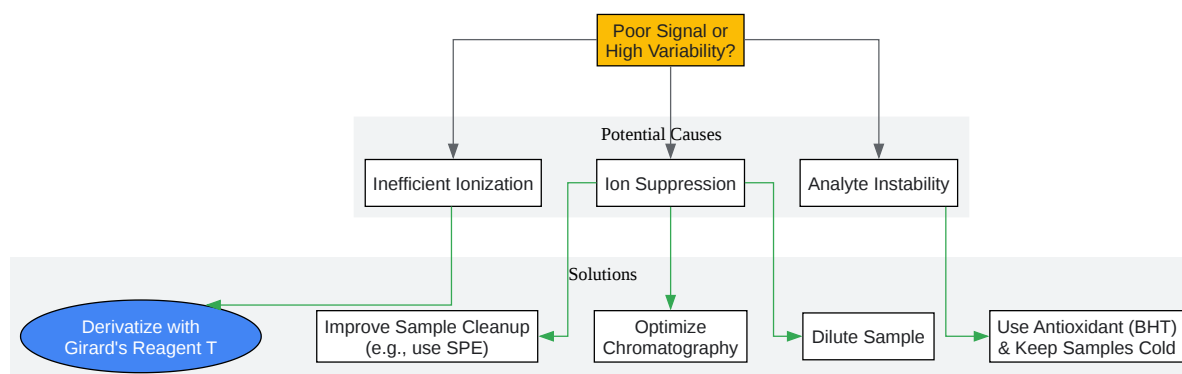 Poor Signal or
High Variability?
Potential Causes
Inefficient Ionization
Ion Suppression
Analyte Instability
Solutions
Derivatize with
Girard's Reagent T
Improve Sample Cleanup
(e.g., use SPE)
Optimize
Chromatography
Dilute Sample
Use Antioxidant (BHT)
& Keep Samples Cold